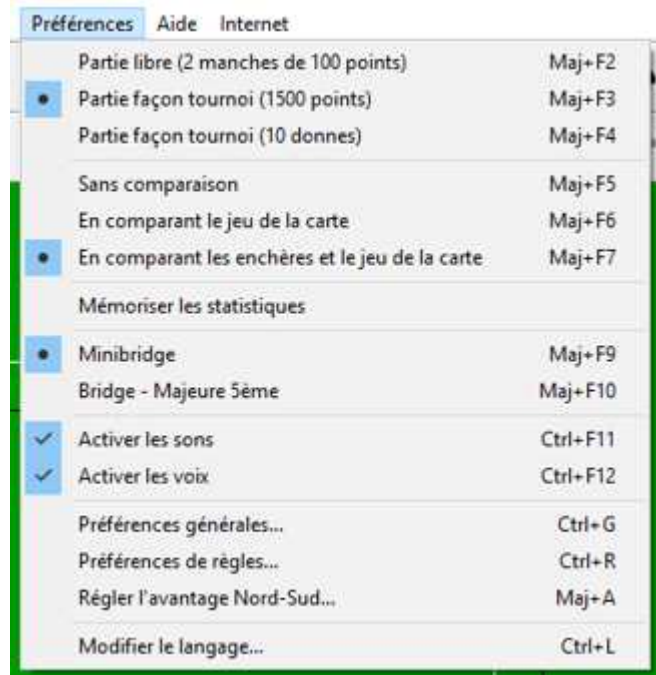 Préférences Aide Internet
Partie libre (2 manches de 100 points) Maj+F2
Partie façon tournoi (1500 points) Maj+F3
Partie façon tournoi (10 donnes) Maj+F4
Sans comparaison Maj+F5
En comparant le jeu de la carte Maj+F6
En comparant les enchères et le jeu de la carte Maj+F7
Mémoriser les statistiques
Minibridge Maj+F9
Bridge - Majeure 5ème Maj+F10
Activer les sons Ctrl+F11
Activer les voix Ctrl+F12
Préférences générales... Ctrl+G
Préférences de règles... Ctrl+R
Régler l'avantage Nord-Sud... Maj+A
Modifier le langage... Ctrl+L